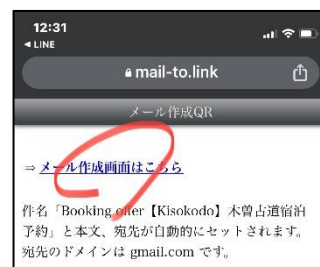 12:31
◀ LINE
mail-to.link
メール作成QR
⇒ メール作成画面はこちら
件名「Booking offer【Kisokodo】木曽古道宿泊
予約」と本文、宛先が自動的にセットされます。
宛先のドメインは gmail.com です。